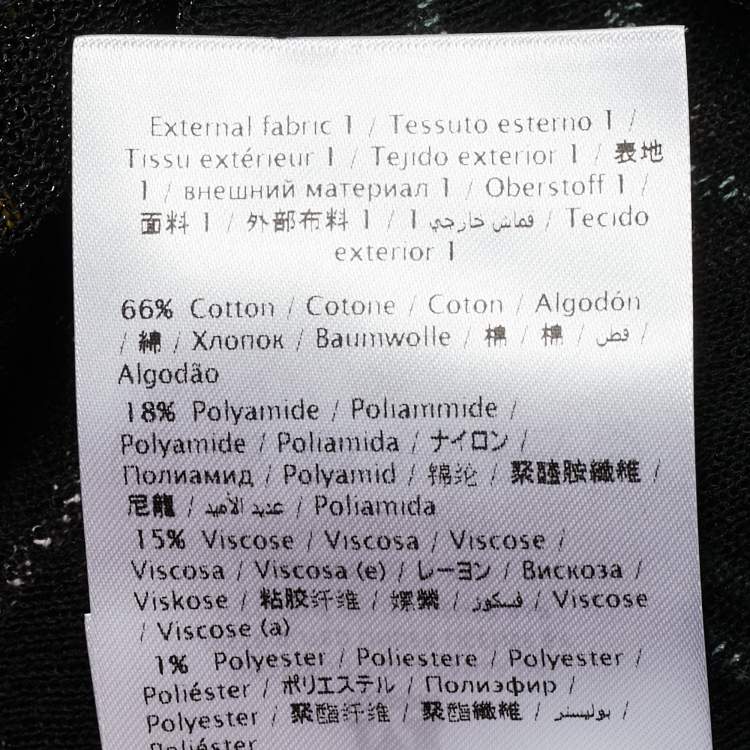 External fabric 1 / Tessuto esterno 1 /
Tissu extérieur 1 / Tejido exterior 1 / 表地
1 / внешний материал 1 / Oberstoff 1 /
面料 1 / 外部布料 1 / 1 قماش خارجي / Tecido
exterior 1
66% Cotton / Cotone / Coton / Algodón
/ 綿 / Хлопок / Baumwolle / 棉 / 棉 / قطن /
Algodão
18% Polyamide / Poliammide /
Polyamide / Poliamida / ナイロン /
Полиамид / Polyamid / 锦纶 / 聚醯胺纖維 /
尼龍 / عديد الأميد / Poliamida
15% Viscose / Viscosa / Viscose /
Viscosa / Viscosa (e) / レーヨン / Вискоза /
Viskose / 粘胶纤维 / 嫘縈 / فسكوز / Viscose
/ Viscose (a)
1% Polyester / Poliestere / Polyester /
Poliéster / ポリエステル / Полиэфир /
Polyester / 聚酯纤维 / 聚酯纖維 / بوليستر /
Poliéster